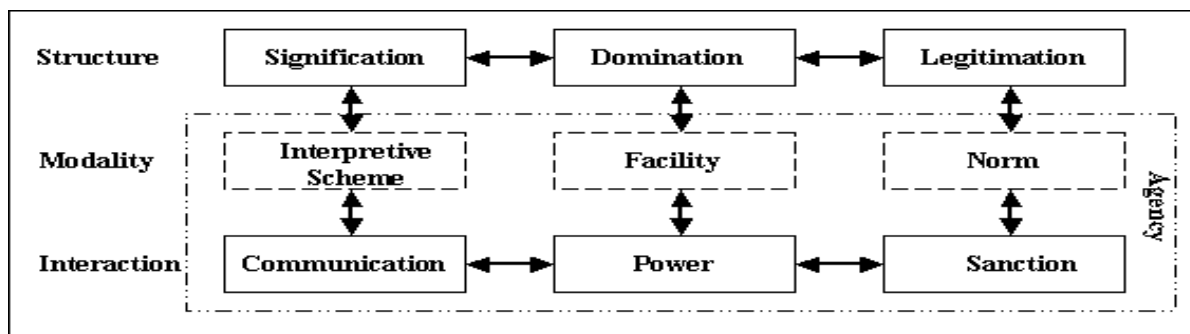 Structure Signification Domination Legitimation
Modality Interpretive Scheme Facility Norm
Agency
Interaction Communication Power Sanction